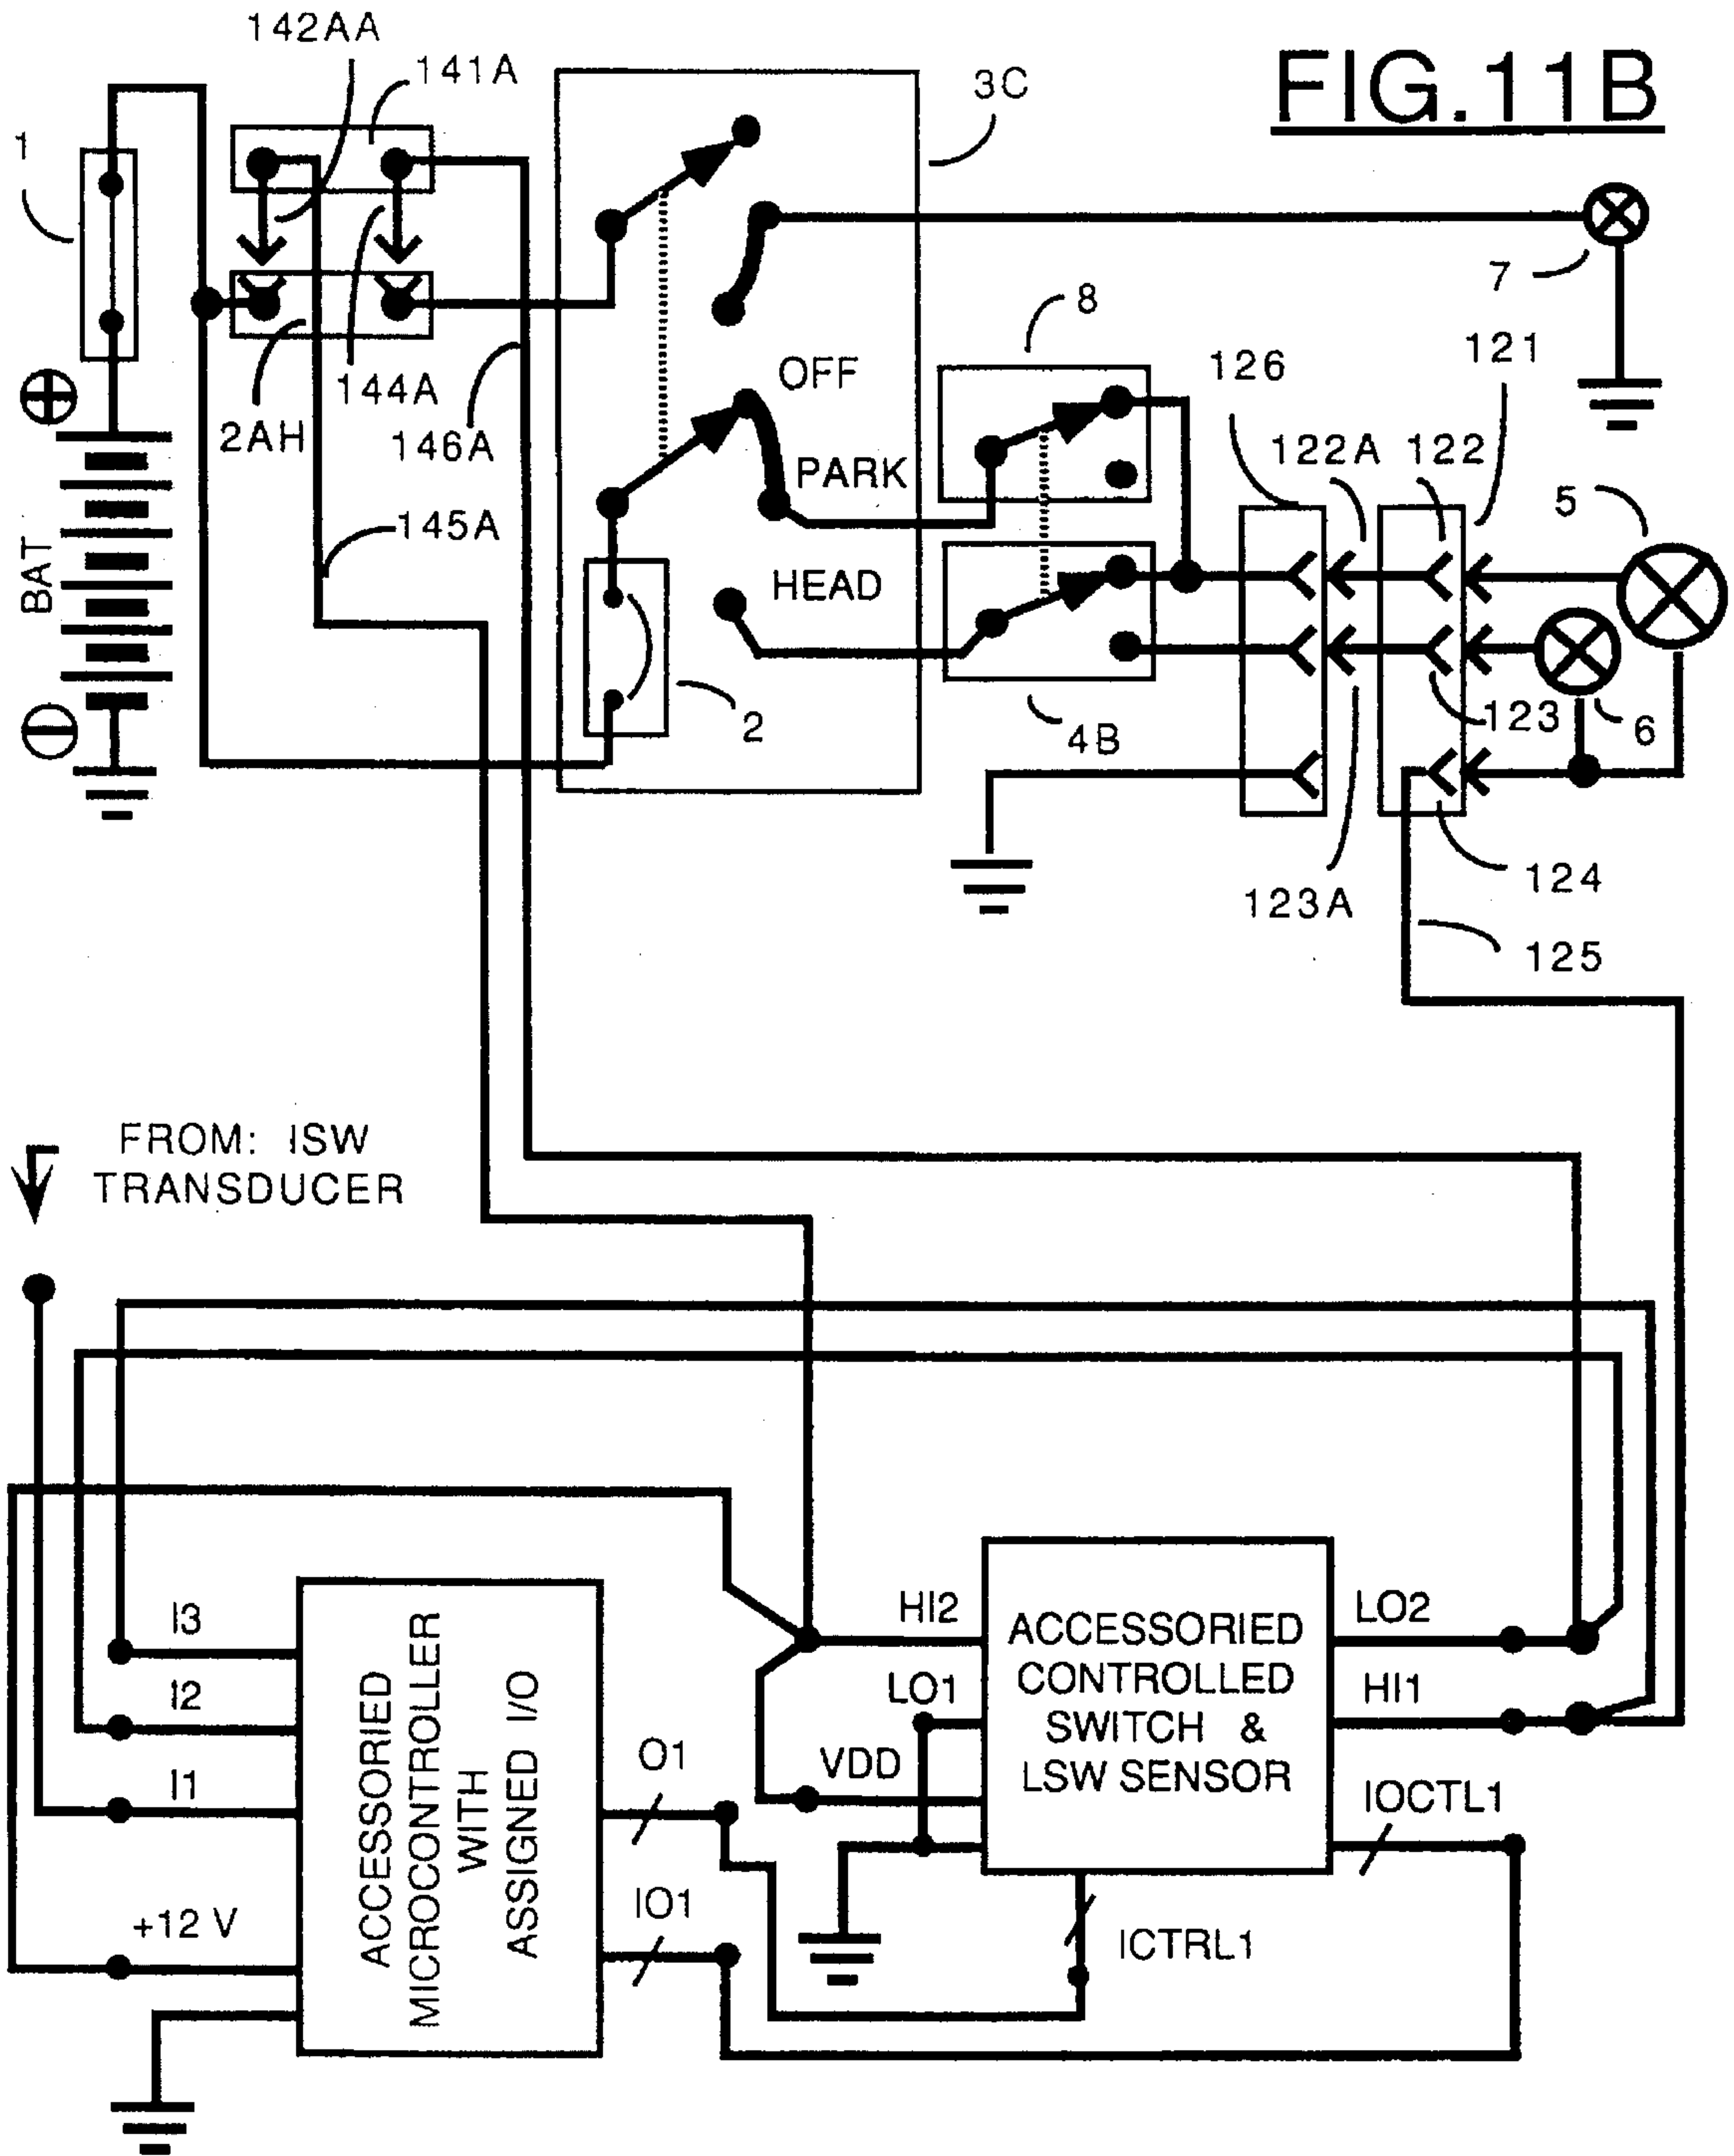 FIG.11B
142AA
141A
3C
1
7
8
121
126
OFF
144A
2AH
146A
122A
122
PARK
5
145A
BAT
HEAD
123
6
2
4B
124
123A
125
FROM: ISW
TRANSDUCER
I3
HI2
LO2
ACCESSORIED
CONTROLLED
SWITCH &
LSW SENSOR
I2
LO1
HI1
O1
VDD
I1
IOCTL1
ACCESSORIED
MICROCONTROLLER
WITH
ASSIGNED I/O
IO1
+12 V
ICTRL1